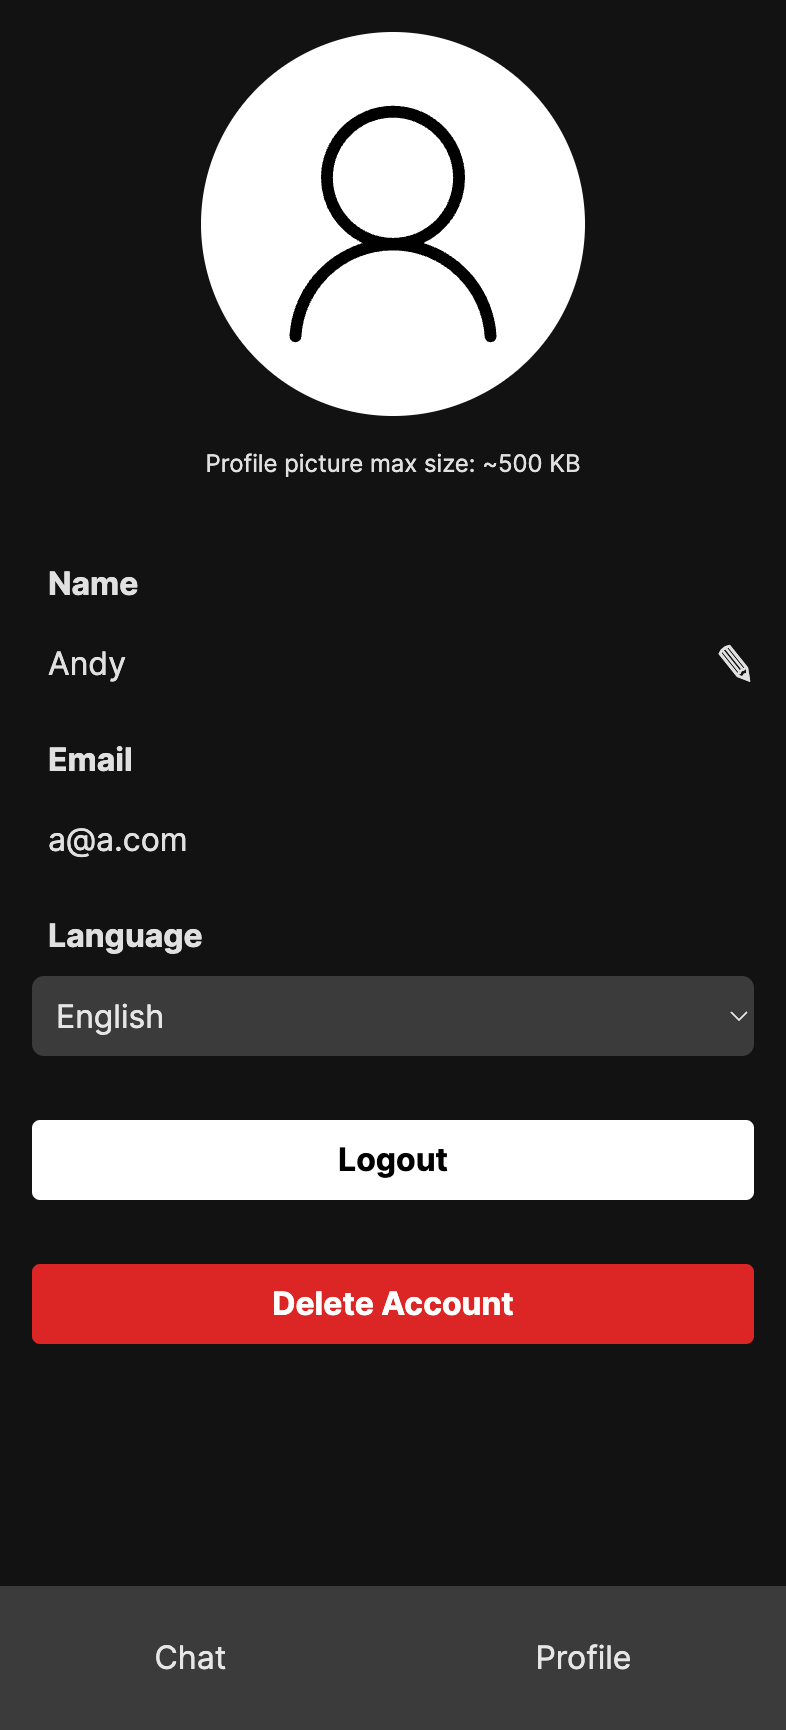 Profile picture max size: ~500 KB
Name
Andy
Email
a@a.com
Language
English
Logout
Delete Account
Chat
Profile